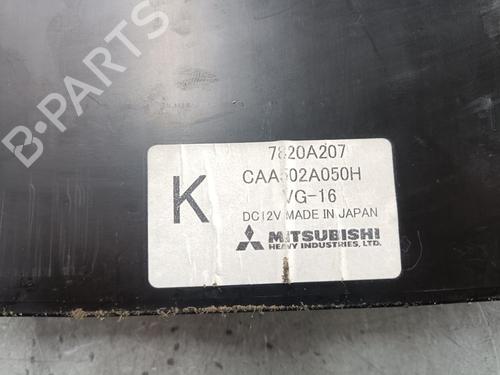 B-PARTS
7820A207
CAA502A050H
K
VG-16
DC12V MADE IN JAPAN
MITSUBISHI
HEAVY INDUSTRIES, LTD.